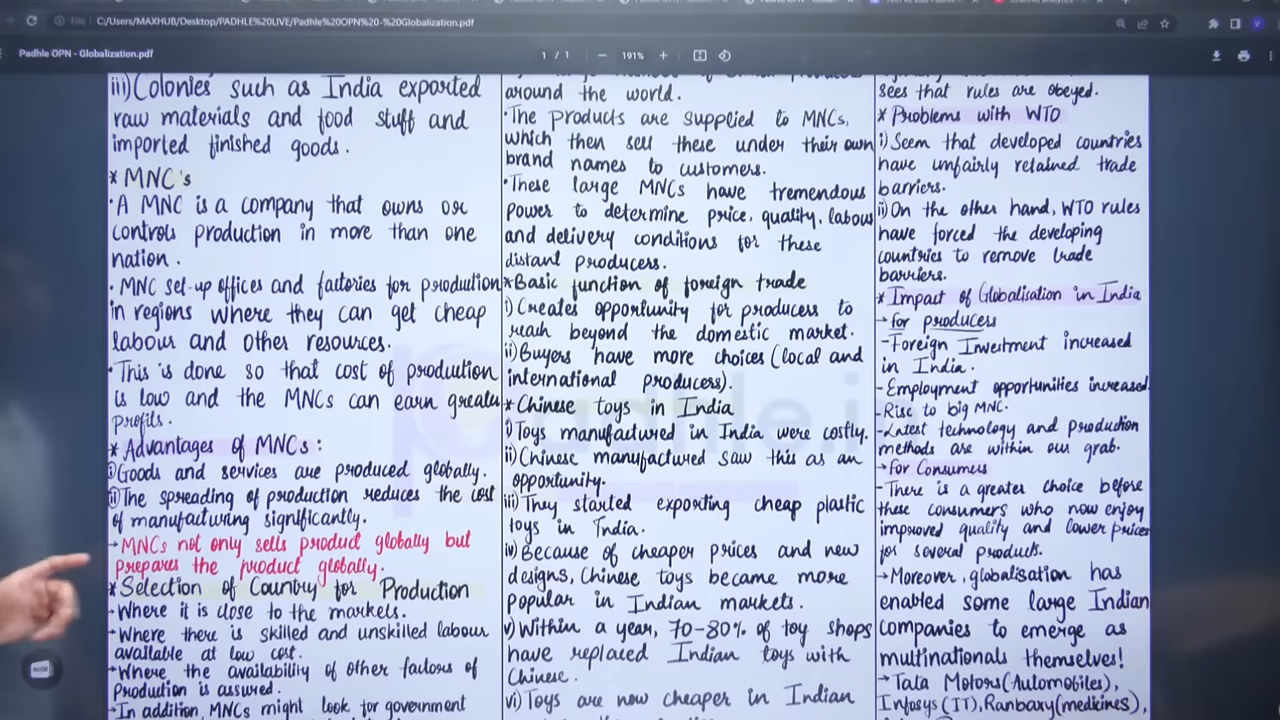 C:/Users/MAXHUB/Desktop/PADHLE%20LIVE/Padhle%20OPN%20-%20Globalization.pdf
Padhle OPN - Globalization.pdf
1 / 1
191%
iii) Colonies such as India exported
raw materials and food stuff and
imported finished goods.
* MNC's
• A MNC is a company that owns or
controls production in more than one
nation.
• MNC set-up offices and factories for production
in regions where they can get cheap
labour and other resources.
• This is done so that cost of production
is low and the MNCs can earn greater
profits.
* Advantages of MNCs:
i) Goods and services are produced globally.
ii) The spreading of production reduces the cost
of manufacturing significantly.
→ MNCs not only sells product globally but
prepares the product globally.
* Selection of Country for Production
→ Where it is close to the markets.
→ Where there is skilled and unskilled labour
available at low cost.
→ Where the availability of other factors of
Production is assured.
→ In addition, MNCs might look for government
around the world.
• The products are supplied to MNCs,
which then sell these under their own
brand names to customers.
• These large MNCs have tremendous
power to determine price, quality, labour
and delivery conditions for these
distant producers.
* Basic function of foreign trade
i) Creates opportunity for producers to
reach beyond the domestic market.
ii) Buyers have more choices (local and
international producers).
* Chinese toys in India
i) Toys manufactured in India were costly.
ii) Chinese manufactured saw this as an
opportunity.
iii) They started exporting cheap plastic
toys in India.
iv) Because of cheaper prices and new
designs, Chinese toys became more
popular in Indian markets.
v) Within a year, 70-80% of toy shops
have replaced Indian toys with
Chinese.
vi) Toys are now cheaper in Indian
sees that rules are obeyed.
* Problems with WTO
i) Seem that developed countries
have unfairly retained trade
barriers.
ii) On the other hand, WTO rules
have forced the developing
countries to remove trade
barriers.
* Impact of Globalisation in India
→ for producers
- Foreign Investment increased
in India.
- Employment opportunities increased.
- Rise to big MNC.
- Latest technology and production
methods are within our grab.
→ For Consumers
- There is a greater choice before
these consumers who now enjoy
improved quality and lower prices
for several products.
→ Moreover, globalisation has
enabled some large Indian
companies to emerge as
multinationals themselves!
→ Tata Motors (Automobiles),
Infosys (IT), Ranbaxy (medicines),